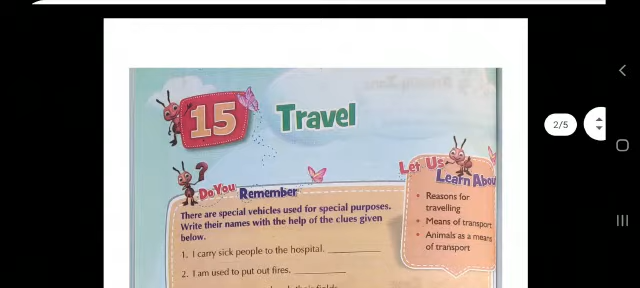 15 Travel
2/5
Do You Remember
There are special vehicles used for special purposes.
Write their names with the help of the clues given
below.
1. I carry sick people to the hospital.
2. I am used to put out fires.
fields
Let Us
Learn About
• Reasons for
travelling
• Means of transport
• Animals as a means
of transport